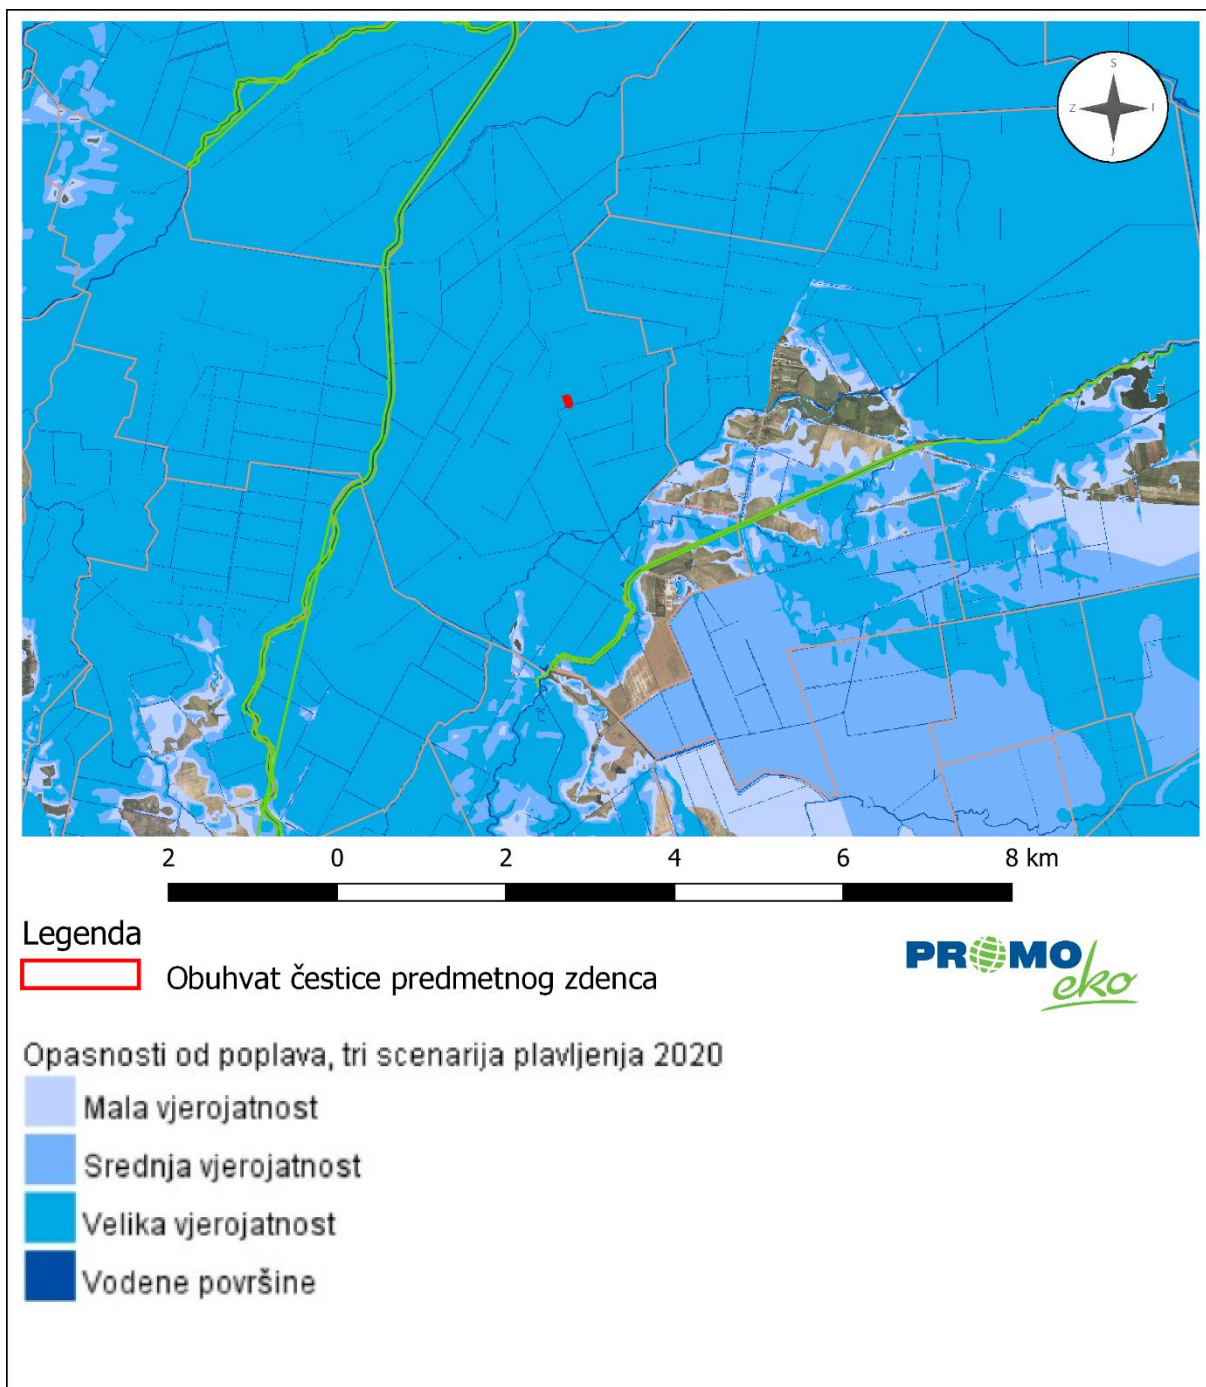 S
Z I
J
2 0 2 4 6 8 km
Legenda
Obuhvat čestice predmetnog zdenca
PROMO
eko
Opasnosti od poplava, tri scenarija plavljenja 2020
Mala vjerojatnost
Srednja vjerojatnost
Velika vjerojatnost
Vodene površine